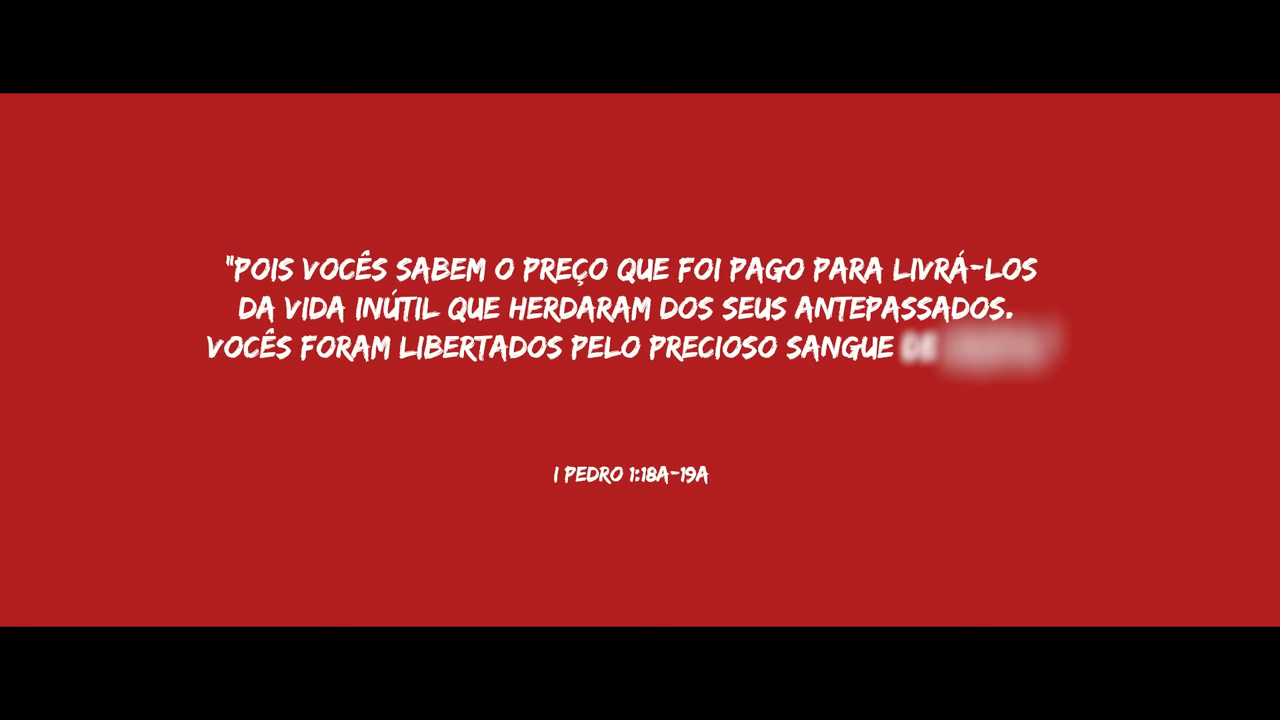 "POIS VOCÊS SABEM O PREÇO QUE FOI PAGO PARA LIVRÁ-LOS
DA VIDA INÚTIL QUE HERDARAM DOS SEUS ANTEPASSADOS.
VOCÊS FORAM LIBERTADOS PELO PRECIOSO SANGUE DE
I PEDRO 1:18A-19A